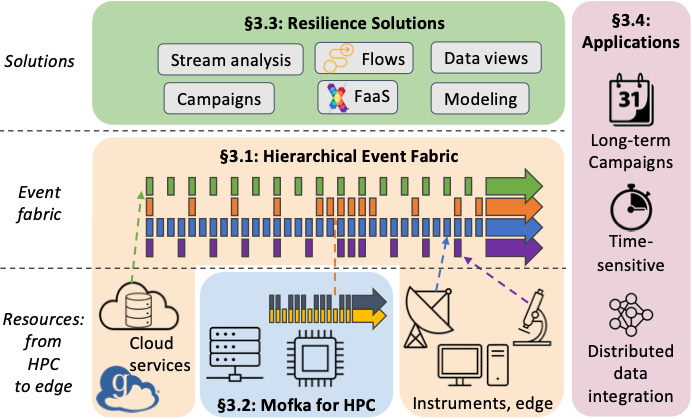 §3.3: Resilience Solutions
Solutions
Stream analysis
Flows
Data views
Campaigns
FaaS
Modeling
§3.4:
Applications
31
Long-term
Campaigns
Time-
sensitive
Distributed
data
integration
§3.1: Hierarchical Event Fabric
Event
fabric
Resources:
from
HPC
to edge
Cloud
services
g
§3.2: Mofka for HPC
Instruments, edge